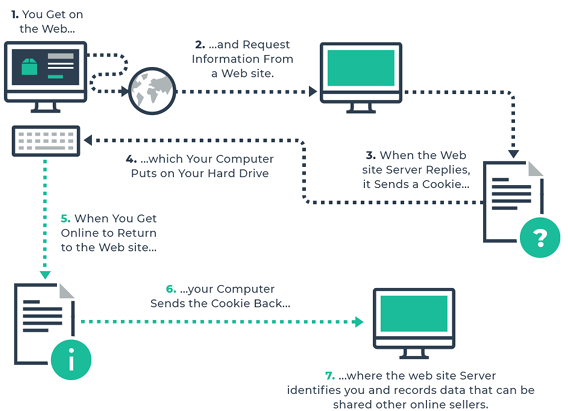 1. You Get on
the Web...
2. ...and Request
Information From
a Web site.
3. When the Web
site Server Replies,
it Sends a Cookie...
4. ...which Your Computer
Puts on Your Hard Drive
5. When You Get
Online to Return
to the Web site...
6. ...your Computer
Sends the Cookie Back...
7. ...where the web site Server
identifies you and records data that can be
shared other online sellers.